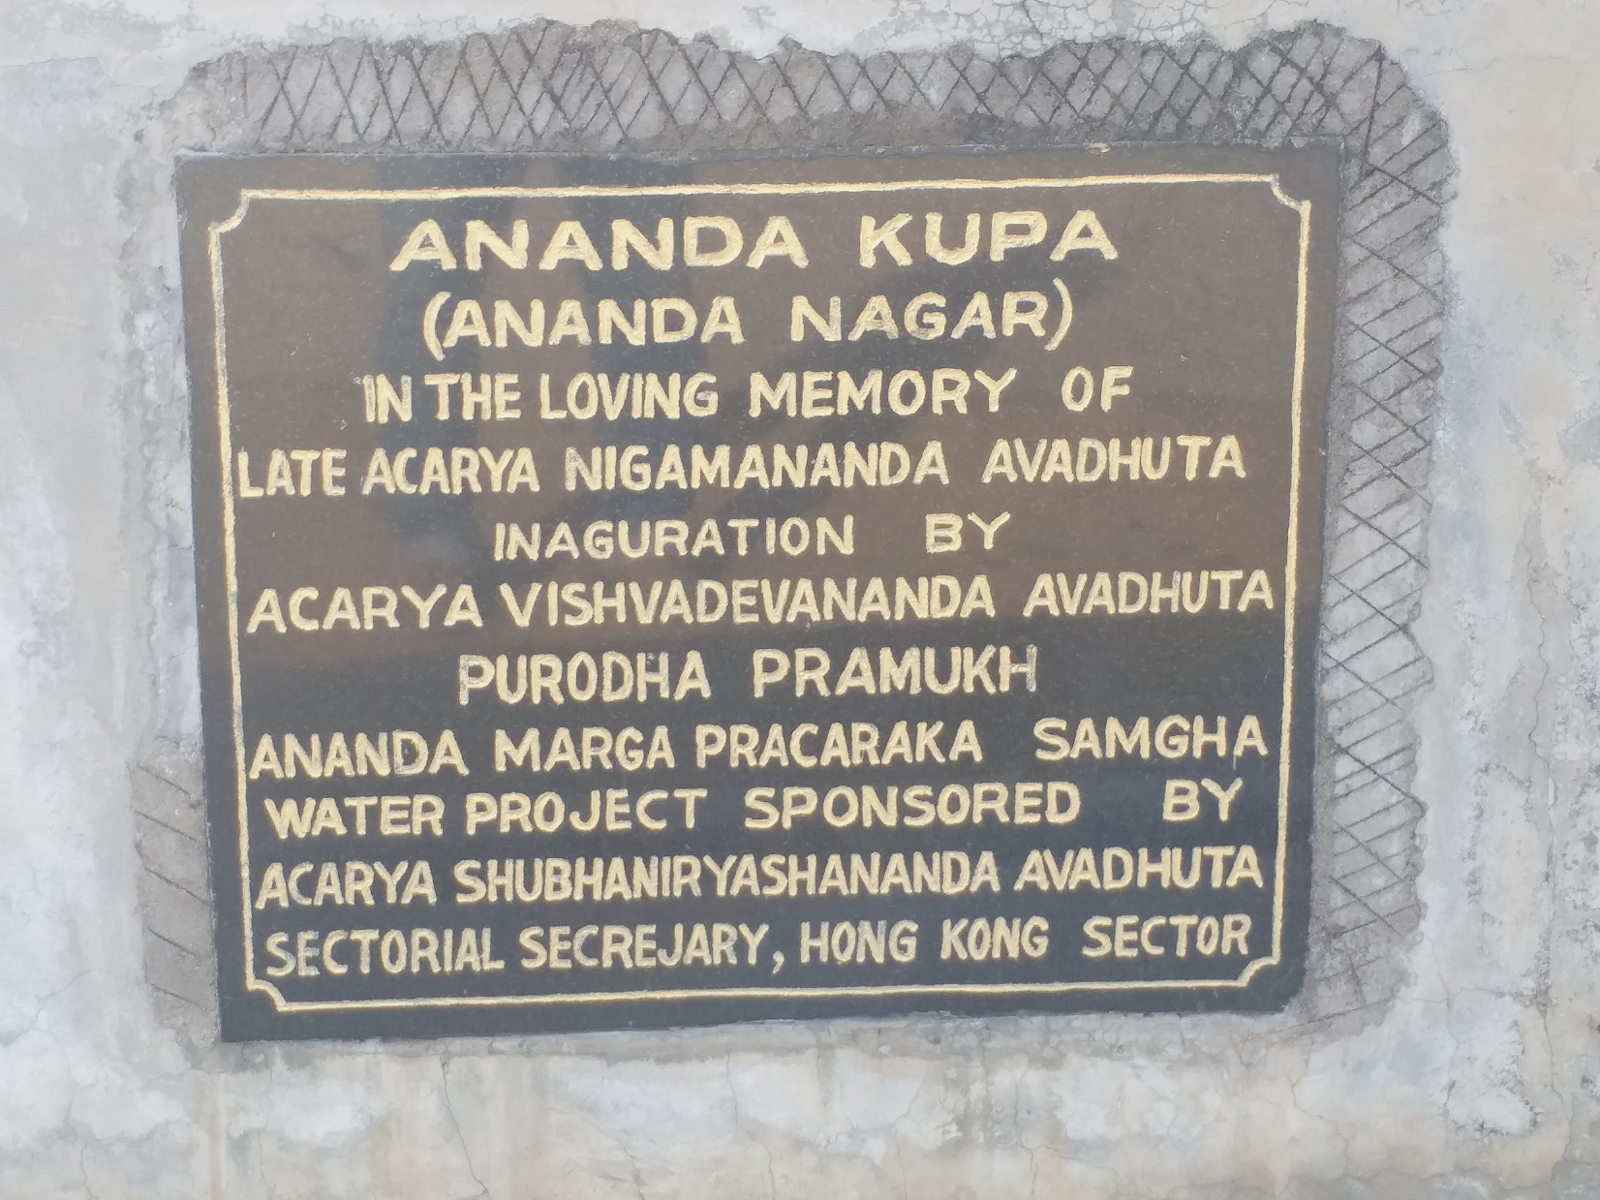 ANANDA KUPA
(ANANDA NAGAR)
IN THE LOVING MEMORY OF
LATE ACARYA NIGAMANANDA AVADHUTA
INAGURATION BY
ACARYA VISHVADEVANANDA AVADHUTA
PURODHA PRAMUKH
ANANDA MARGA PRACARAKA SAMGHA
WATER PROJECT SPONSORED BY
ACARYA SHUBHANIRYASHANANDA AVADHUTA
SECTORIAL SECREJARY, HONG KONG SECTOR